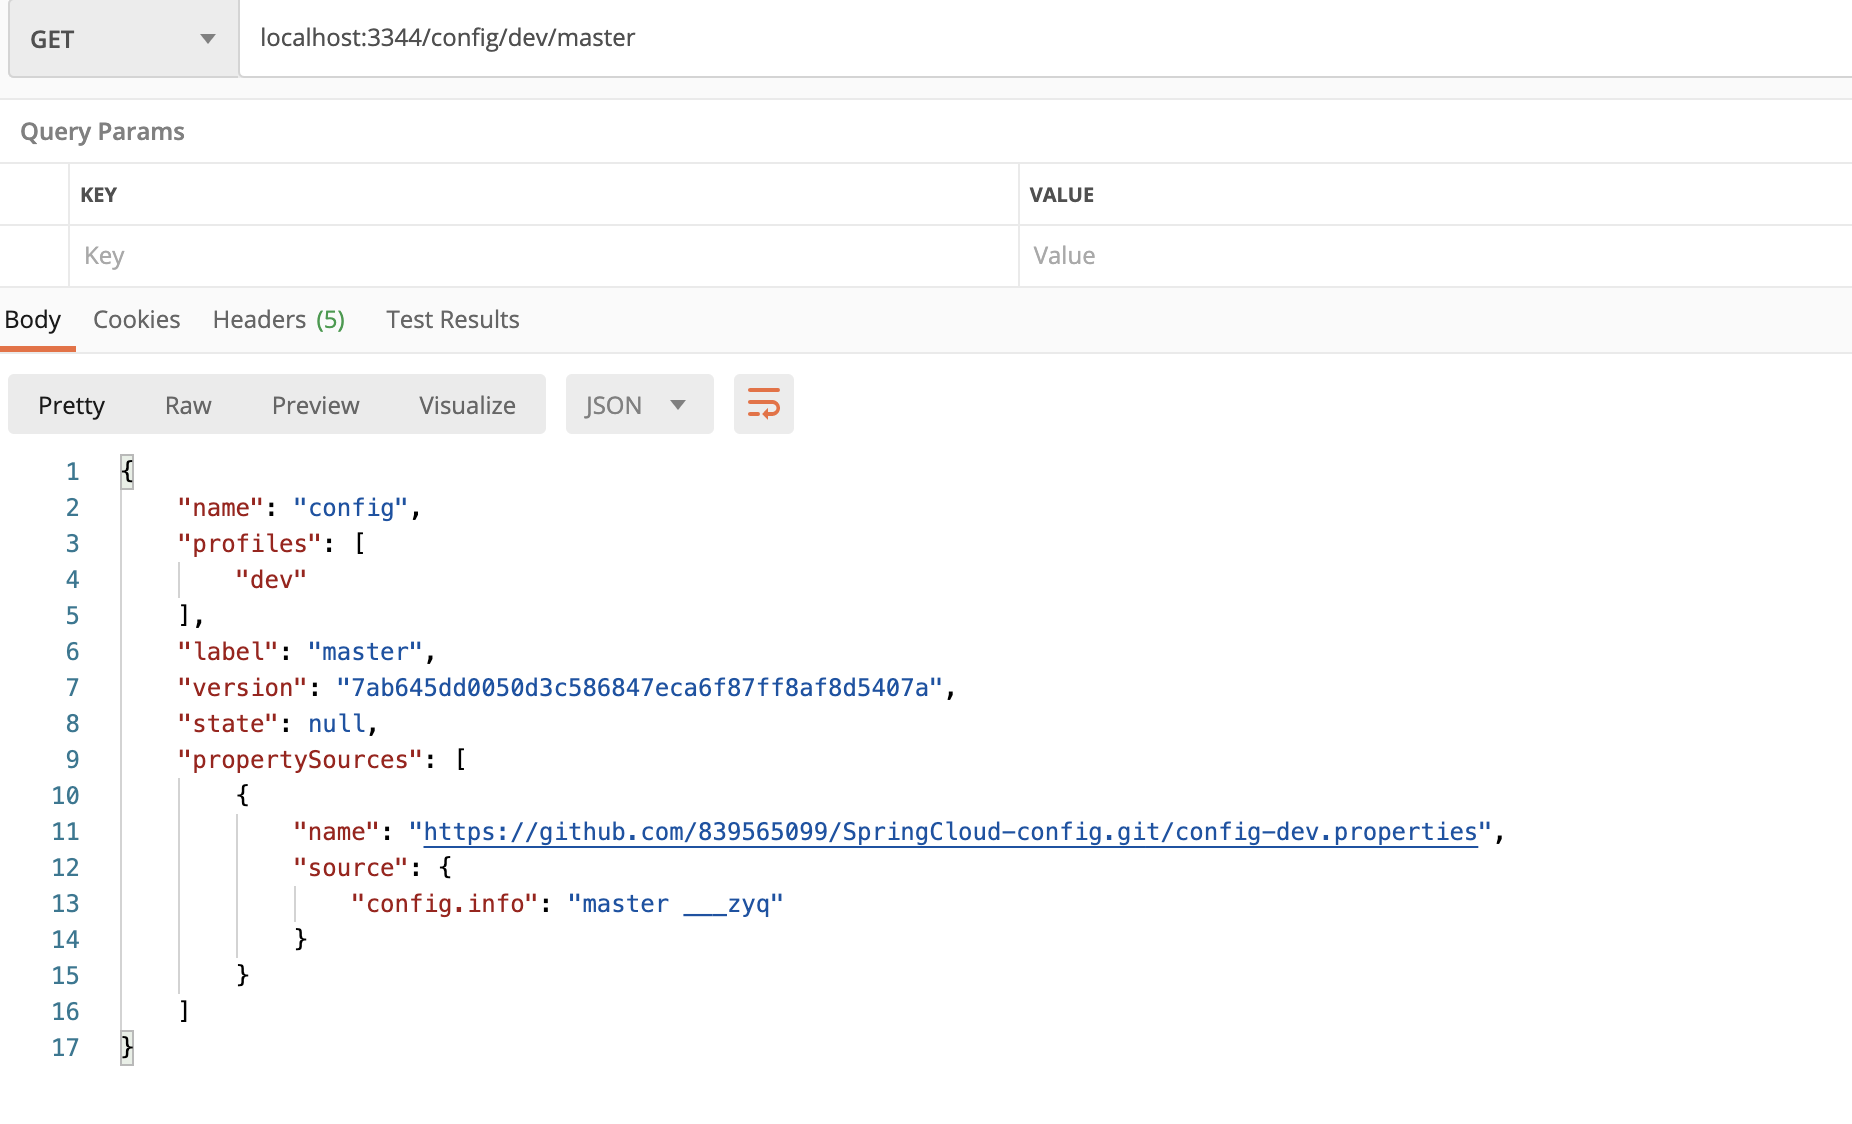 GET localhost:3344/config/dev/master
Query Params
KEY VALUE
Key Value
Body Cookies Headers (5) Test Results
Pretty Raw Preview Visualize JSON
1 {
2 "name": "config",
3 "profiles": [
4 "dev"
5 ],
6 "label": "master",
7 "version": "7ab645dd0050d3c586847eca6f87ff8af8d5407a",
8 "state": null,
9 "propertySources": [
10 {
11 "name": "https://github.com/839565099/SpringCloud-config.git/config-dev.properties",
12 "source": {
13 "config.info": "master ___zyq"
14 }
15 }
16 ]
17 }